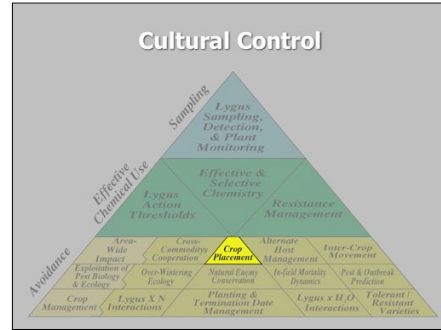 Cultural Control
Sampling
Lygus
Sampling,
Detection,
& Plant
Monitoring
Effective
Chemical Use
Lygus
Action
Thresholds
Effective &
Selective
Chemistry
Resistance
Management
Avoidance
Area-
Wide
Impact
Cross-
Commodity
Cooperation
Crop
Placement
Alternate
Host
Management
Inter-Crop
Movement
Exploitation of
Pest Biology
& Ecology
Over-Wintering
Ecology
Natural Enemy
Conservation
In-field Mortality
Dynamics
Pest & Outbreak
Prediction
Crop
Management
Lygus X N
Interactions
Planting &
Termination Date
Management
Lygus x H2O
Interactions
Tolerant /
Resistant
Varieties